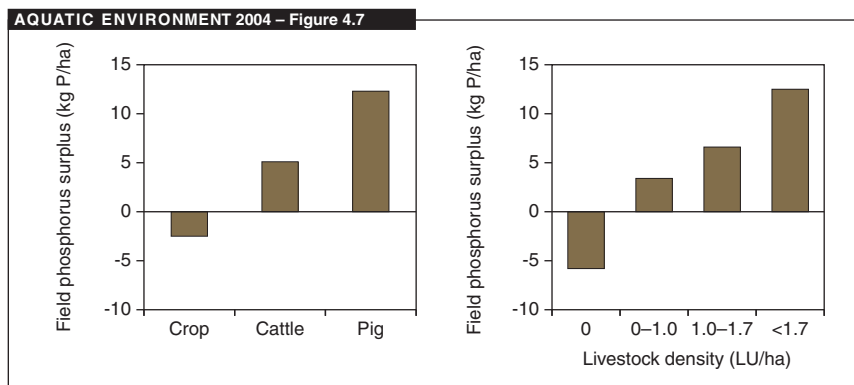 AQUATIC ENVIRONMENT 2004 – Figure 4.7
Field phosphorus surplus (kg P/ha)
15
10
5
0
-5
-10
Crop Cattle Pig
Field phosphorus surplus (kg P/ha)
15
10
5
0
-5
-10
0 0–1.0 1.0–1.7 <1.7
Livestock density (LU/ha)